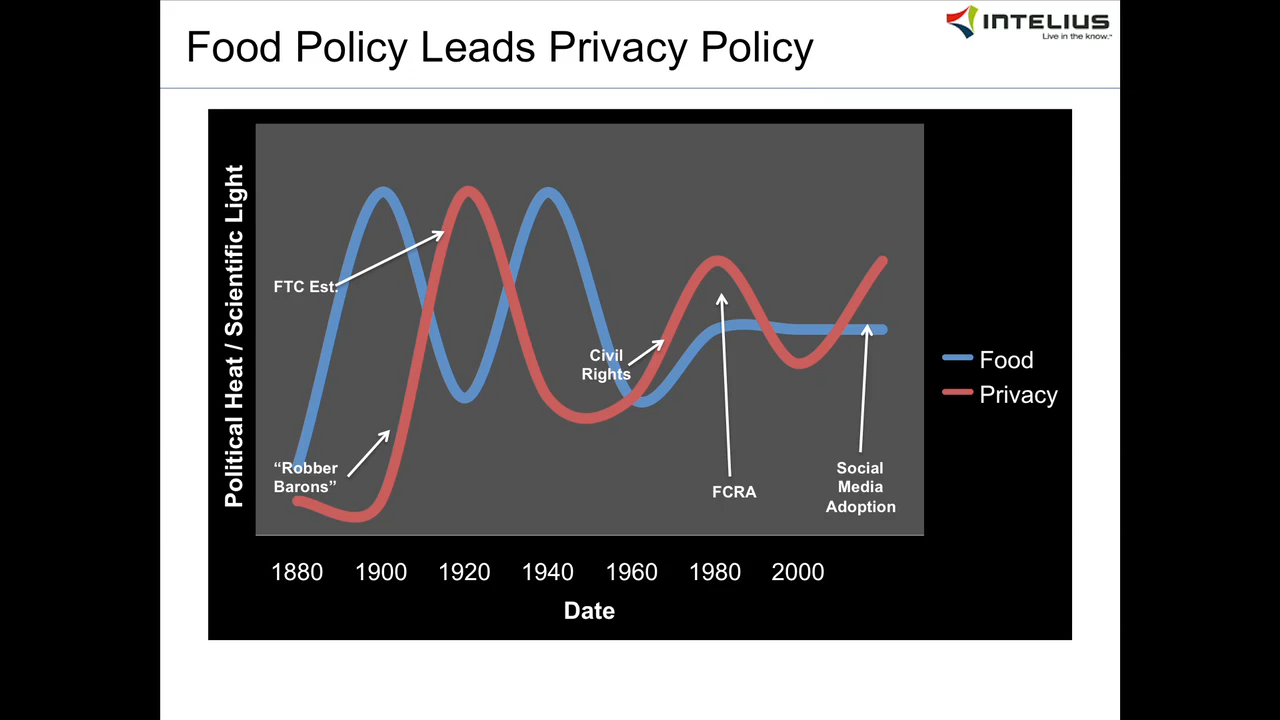 Food Policy Leads Privacy Policy
INTELIUS
Live in the know.™
Political Heat / Scientific Light
FTC Est.
"Robber
Barons"
Civil
Rights
FCRA
Social
Media
Adoption
Food
Privacy
1880 1900 1920 1940 1960 1980 2000
Date